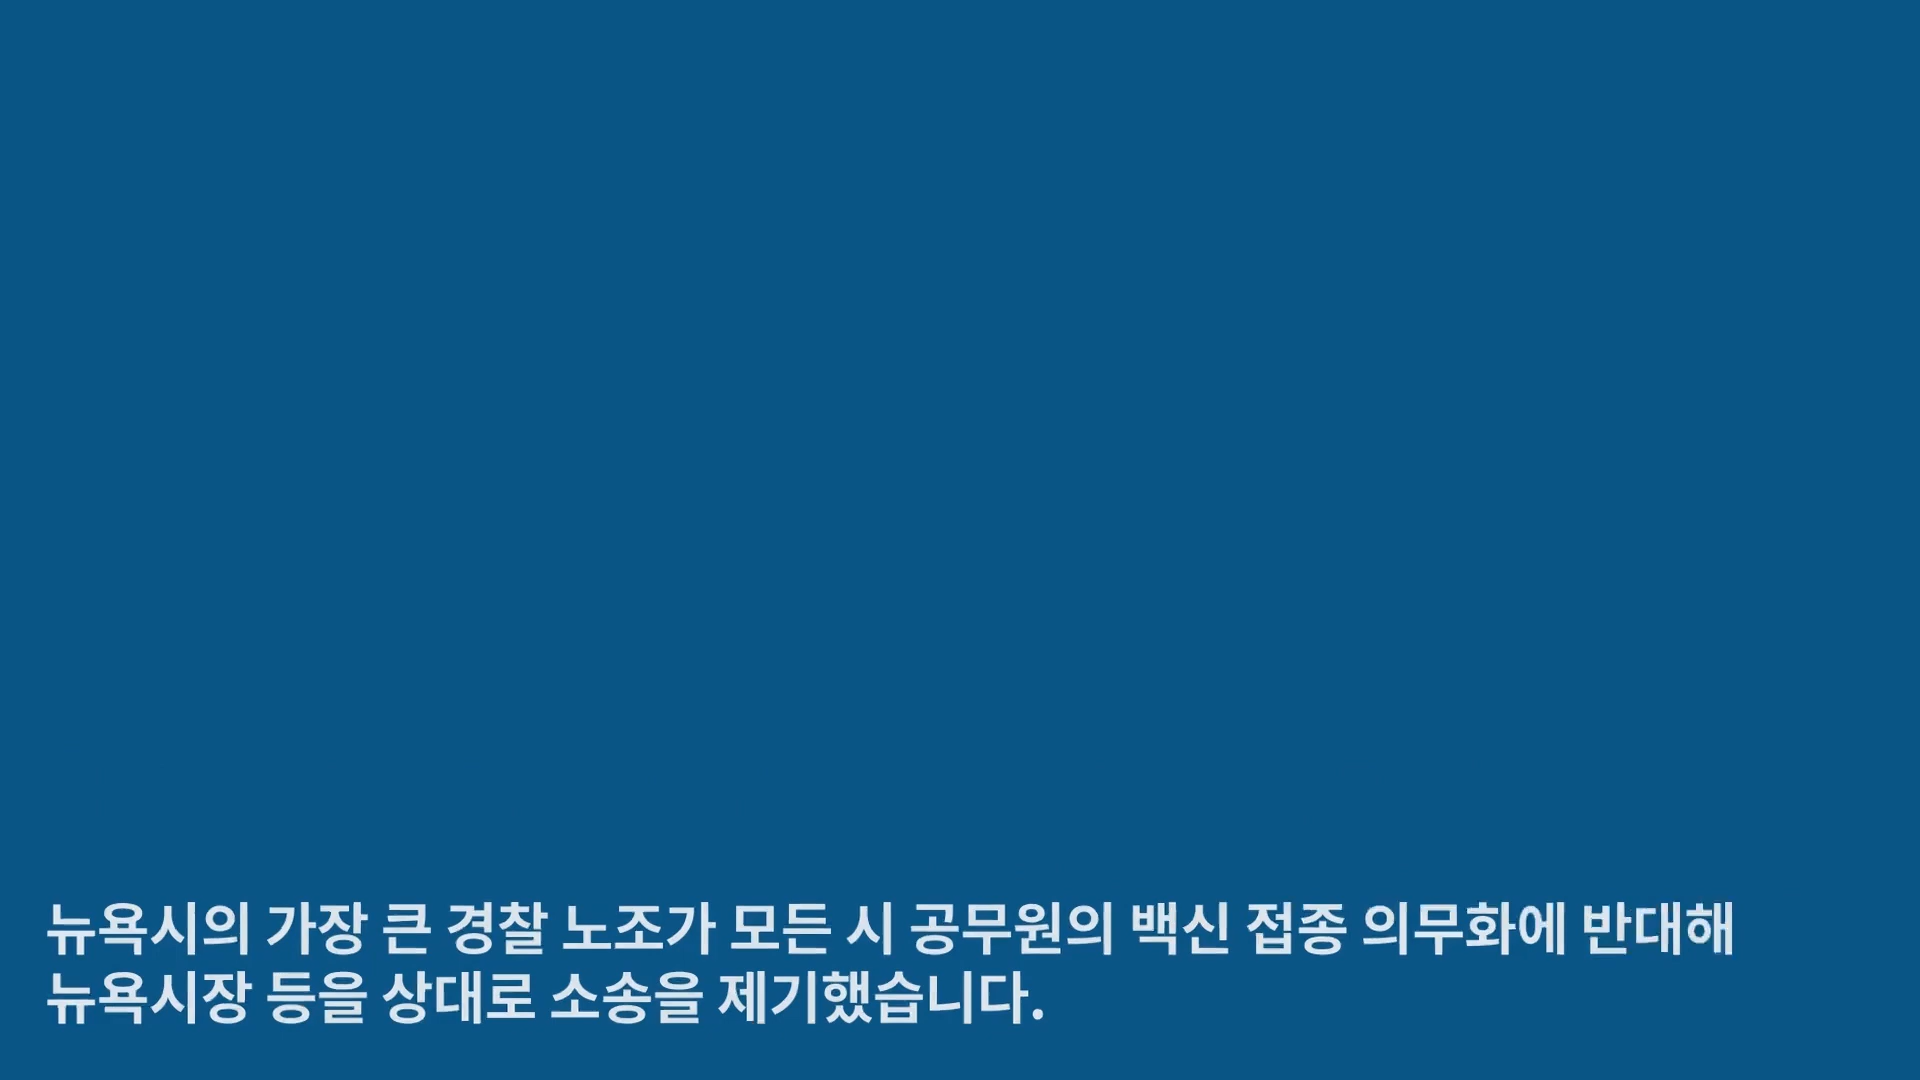 뉴욕시의 가장 큰 경찰 노조가 모든 시 공무원의 백신 접종 의무화에 반대해
뉴욕시장 등을 상대로 소송을 제기했습니다.